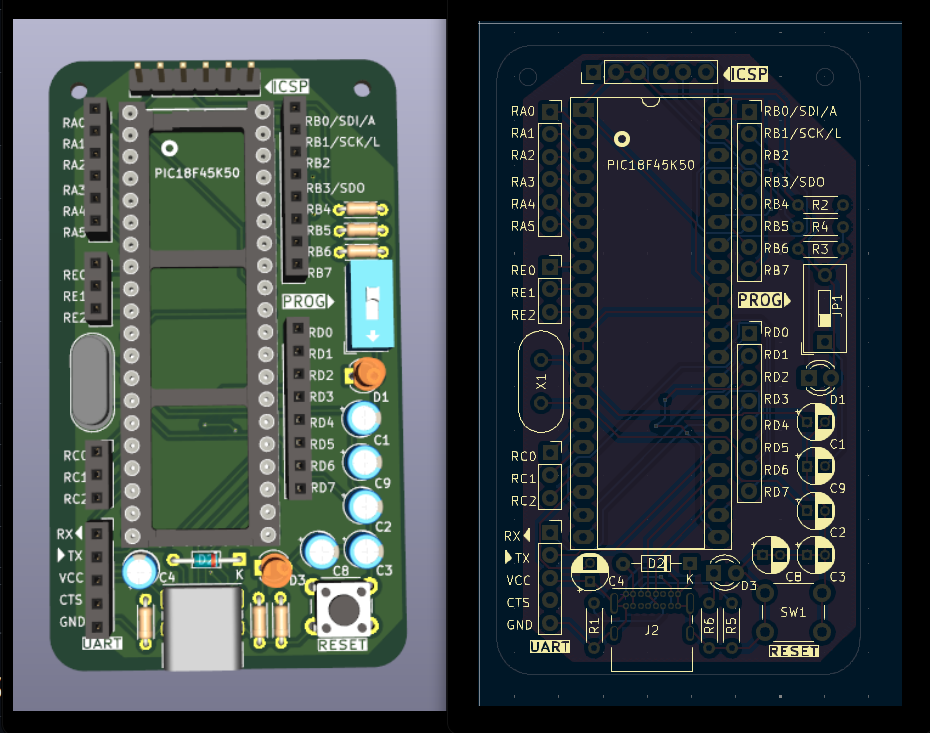 ICSP
RA0
RA1
RA2
RA3
RA4
RA5
RE0
RE1
RE2
RC0
RC1
RC2
RX
TX
VCC
CTS
GND
UART
PIC18F45K50
RB0/SDI/A
RB1/SCK/L
RB2
RB3/SDO
RB4
RB5
RB6
RB7
PROG
RD0
RD1
RD2
RD3
RD4
RD5
RD6
RD7
D1
C1
C9
C2
C8
C3
C4
D2
K
D3
RESET
ICSP
RA0
RA1
RA2
RA3
RA4
RA5
RE0
RE1
RE2
X1
RC0
RC1
RC2
RX
TX
VCC
CTS
GND
UART
PIC18F45K50
RB0/SDI/A
RB1/SCK/L
RB2
RB3/SDO
RB4
RB5
RB6
RB7
R2
R4
R3
PROG
JP1
RD0
RD1
RD2
RD3
RD4
RD5
RD6
RD7
D1
C1
C9
C2
C8
C3
C4
D2
K
D3
R1
J2
R6
R5
SW1
RESET